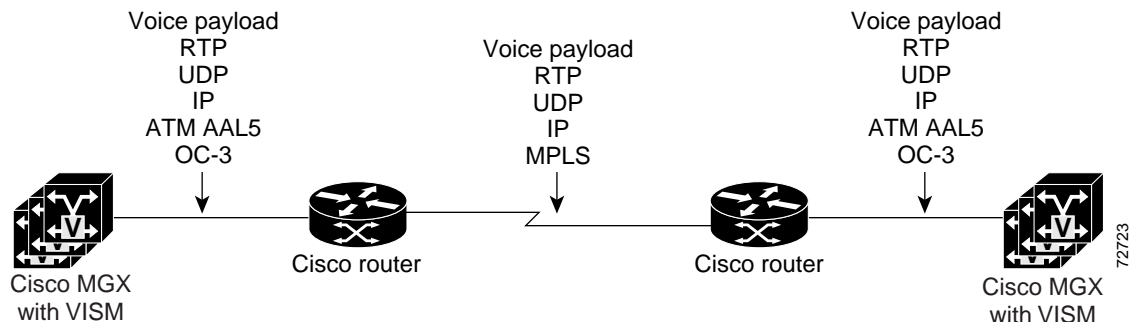 Voice payload
RTP
UDP
IP
ATM AAL5
OC-3
Voice payload
RTP
UDP
IP
MPLS
Voice payload
RTP
UDP
IP
ATM AAL5
OC-3
V
Cisco MGX
with VISM
Cisco router
Cisco router
V
Cisco MGX
with VISM
72723